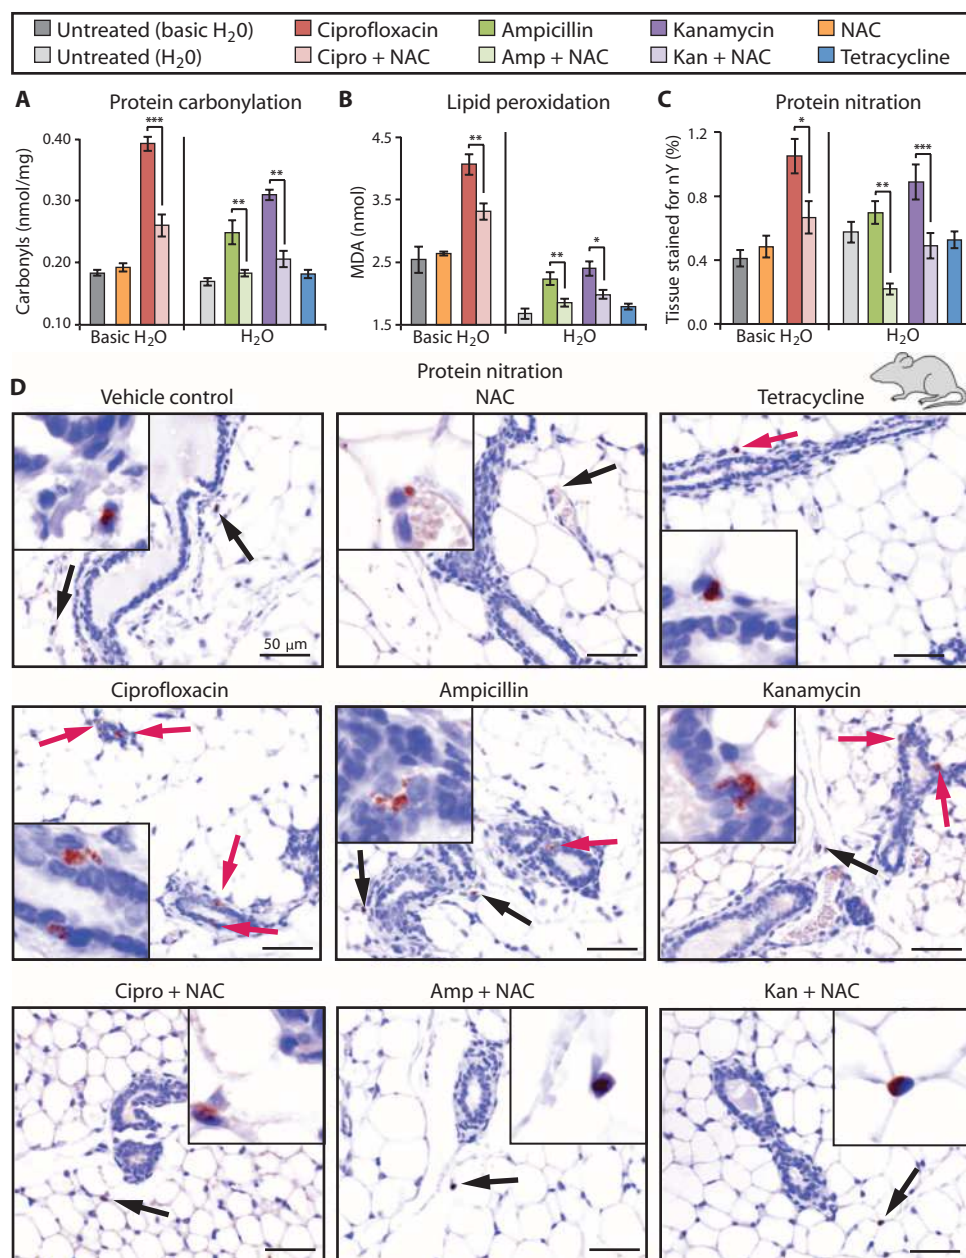 Untreated (basic H₂0) Ciprofloxacin Ampicillin Kanamycin NAC
Untreated (H₂0) Cipro + NAC Amp + NAC Kan + NAC Tetracycline
A Protein carbonylation
Carbonyls (nmol/mg)
0.40
0.30
0.20
0.10
***
**
**
Basic H₂O H₂O
B Lipid peroxidation
MDA (nmol)
4.5
3.5
2.5
1.5
**
**
*
Basic H₂O H₂O
C Protein nitration
Tissue stained for nY (%)
1.2
0.8
0.4
0.0
*
**
***
Basic H₂O H₂O
D Protein nitration
Vehicle control NAC Tetracycline
50 µm
Ciprofloxacin Ampicillin Kanamycin
Cipro + NAC Amp + NAC Kan + NAC